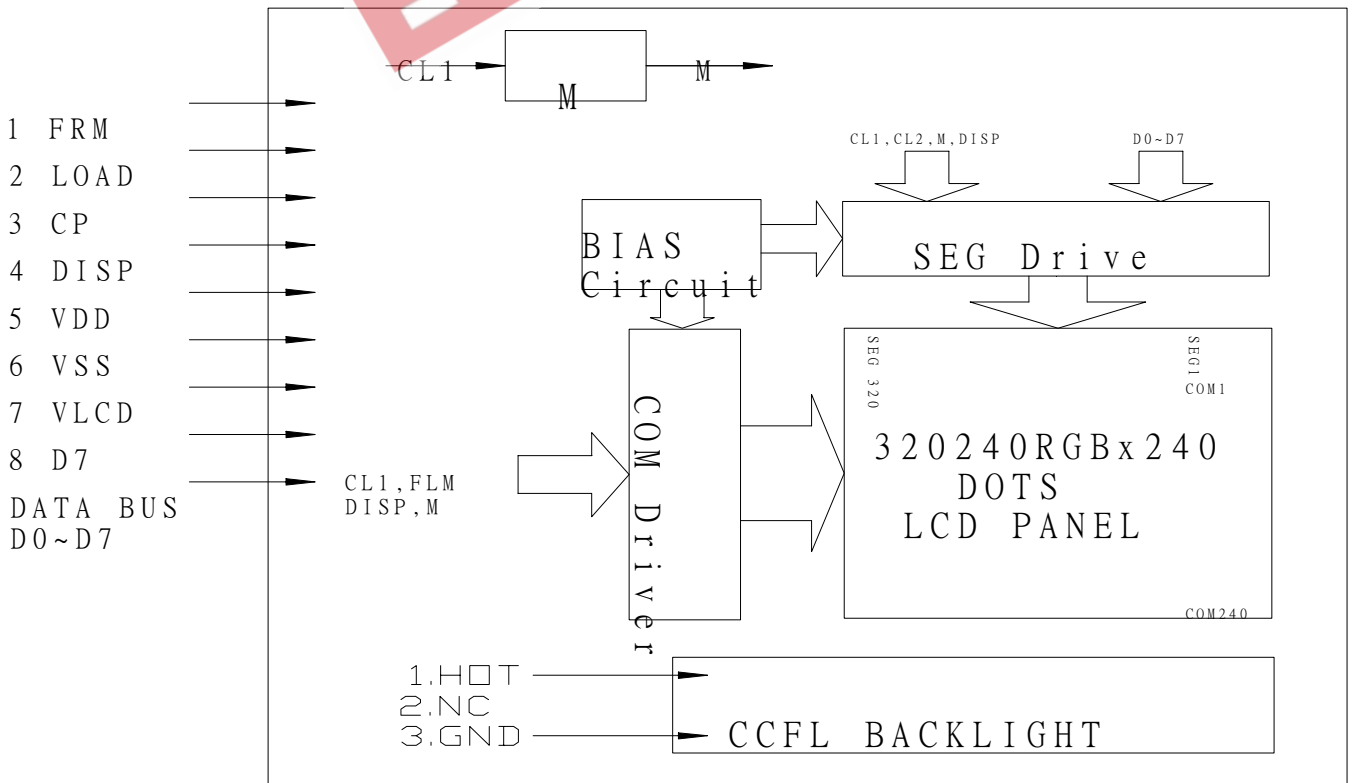 CL1
M
M
1 FRM
2 LOAD
3 CP
4 DISP
5 VDD
6 VSS
7 VLCD
8 D7
DATA BUS
D0~D7
CL1,CL2,M,DISP
D0~D7
BIAS
Circuit
SEG Drive
CL1,FLM
DISP,M
COM Driver
SEG 320
SEG1
COM1
320240RGBx240
DOTS
LCD PANEL
COM240
1.HOT
2.NC
3.GND
CCFL BACKLIGHT